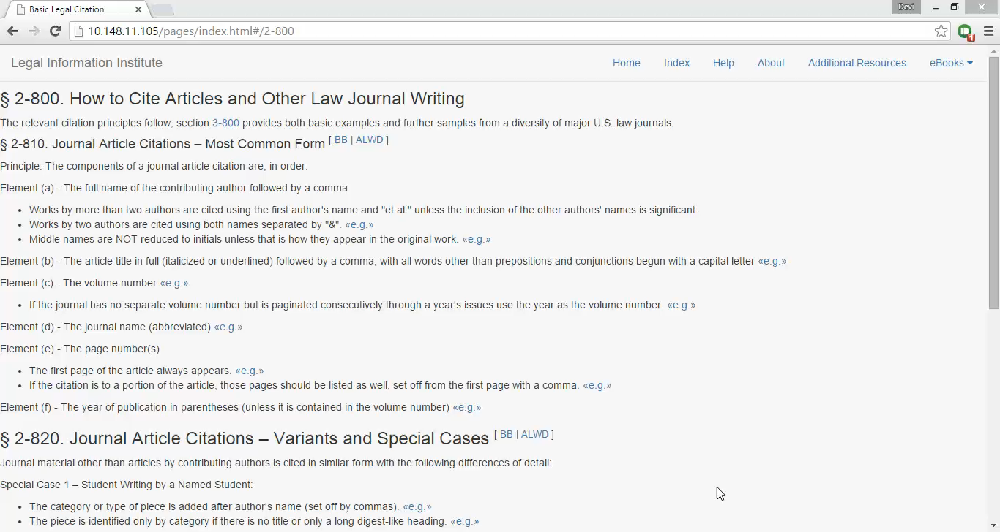 Basic Legal Citation
Devi
10.148.11.105/pages/index.html#/2-800
1
Legal Information Institute
Home Index Help About Additional Resources eBooks
§ 2-800. How to Cite Articles and Other Law Journal Writing
The relevant citation principles follow; section 3-800 provides both basic examples and further samples from a diversity of major U.S. law journals.
§ 2-810. Journal Article Citations – Most Common Form [ BB | ALWD ]
Principle: The components of a journal article citation are, in order:
Element (a) - The full name of the contributing author followed by a comma
• Works by more than two authors are cited using the first author's name and "et al." unless the inclusion of the other authors' names is significant.
• Works by two authors are cited using both names separated by "&". «e.g.»
• Middle names are NOT reduced to initials unless that is how they appear in the original work. «e.g.»
Element (b) - The article title in full (italicized or underlined) followed by a comma, with all words other than prepositions and conjunctions begun with a capital letter «e.g.»
Element (c) - The volume number «e.g.»
• If the journal has no separate volume number but is paginated consecutively through a year's issues use the year as the volume number. «e.g.»
Element (d) - The journal name (abbreviated) «e.g.»
Element (e) - The page number(s)
• The first page of the article always appears. «e.g.»
• If the citation is to a portion of the article, those pages should be listed as well, set off from the first page with a comma. «e.g.»
Element (f) - The year of publication in parentheses (unless it is contained in the volume number) «e.g.»
§ 2-820. Journal Article Citations – Variants and Special Cases [ BB | ALWD ]
Journal material other than articles by contributing authors is cited in similar form with the following differences of detail:
Special Case 1 – Student Writing by a Named Student:
• The category or type of piece is added after author's name (set off by commas). «e.g.»
• The piece is identified only by category if there is no title or only a long digest-like heading. «e.g.»